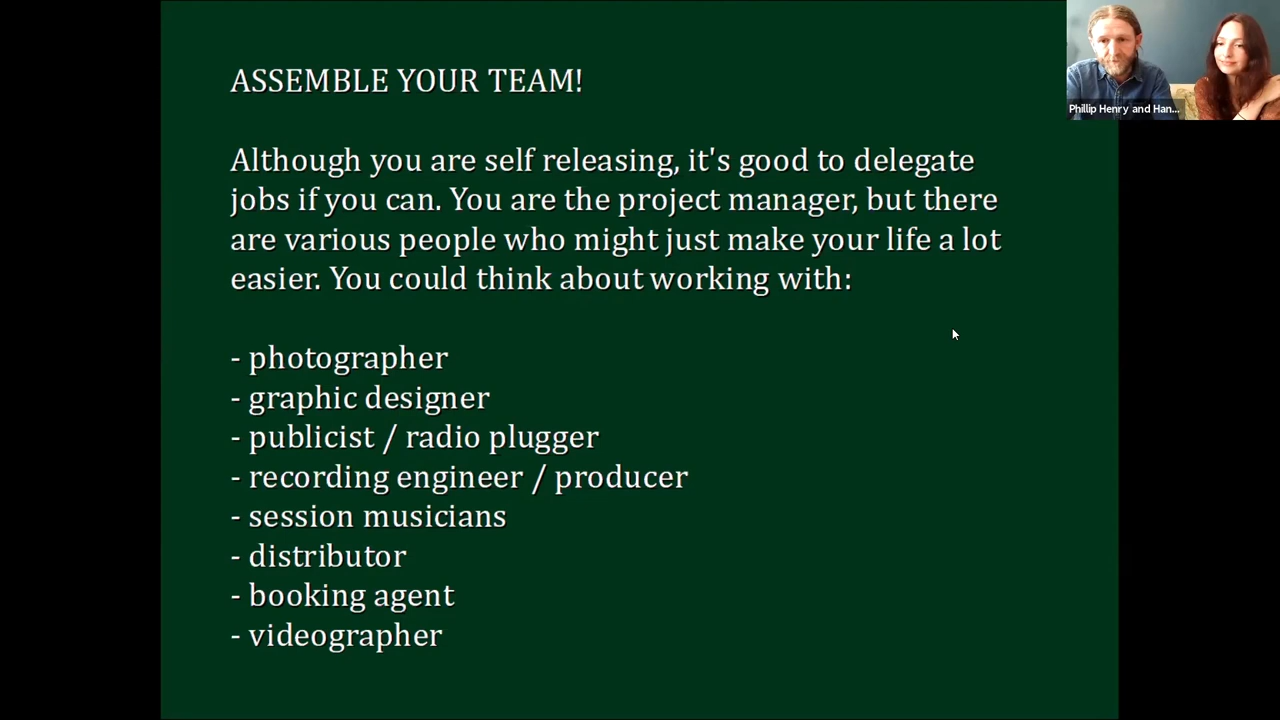 ASSEMBLE YOUR TEAM!
Although you are self releasing, it's good to delegate
jobs if you can. You are the project manager, but there
are various people who might just make your life a lot
easier. You could think about working with:
- photographer
- graphic designer
- publicist / radio plugger
- recording engineer / producer
- session musicians
- distributor
- booking agent
- videographer
Phillip Henry and Han...